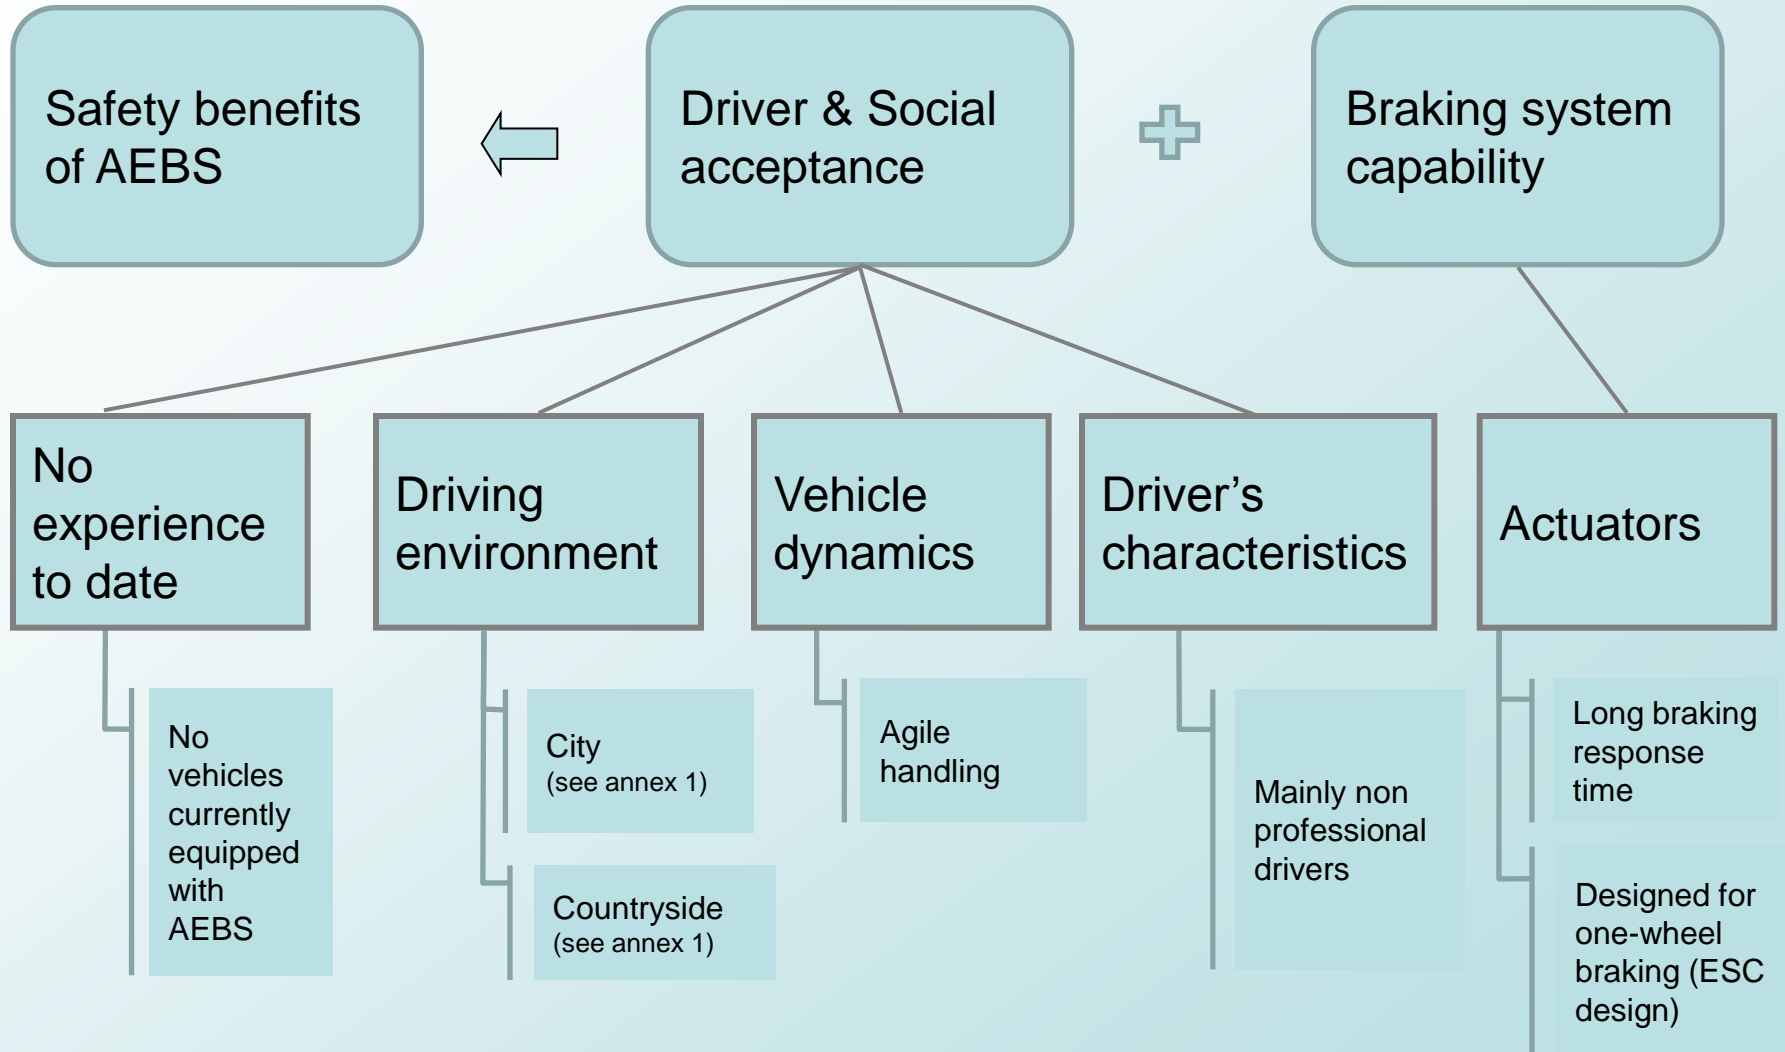 Safety benefits
of AEBS
Driver & Social
acceptance
Braking system
capability
No
experience
to date
Driving
environment
Vehicle
dynamics
Driver’s
characteristics
Actuators
No
vehicles
currently
equipped
with
AEBS
City
(see annex 1)
Countryside
(see annex 1)
Agile
handling
Mainly non
professional
drivers
Long braking
response
time
Designed for
one-wheel
braking (ESC
design)